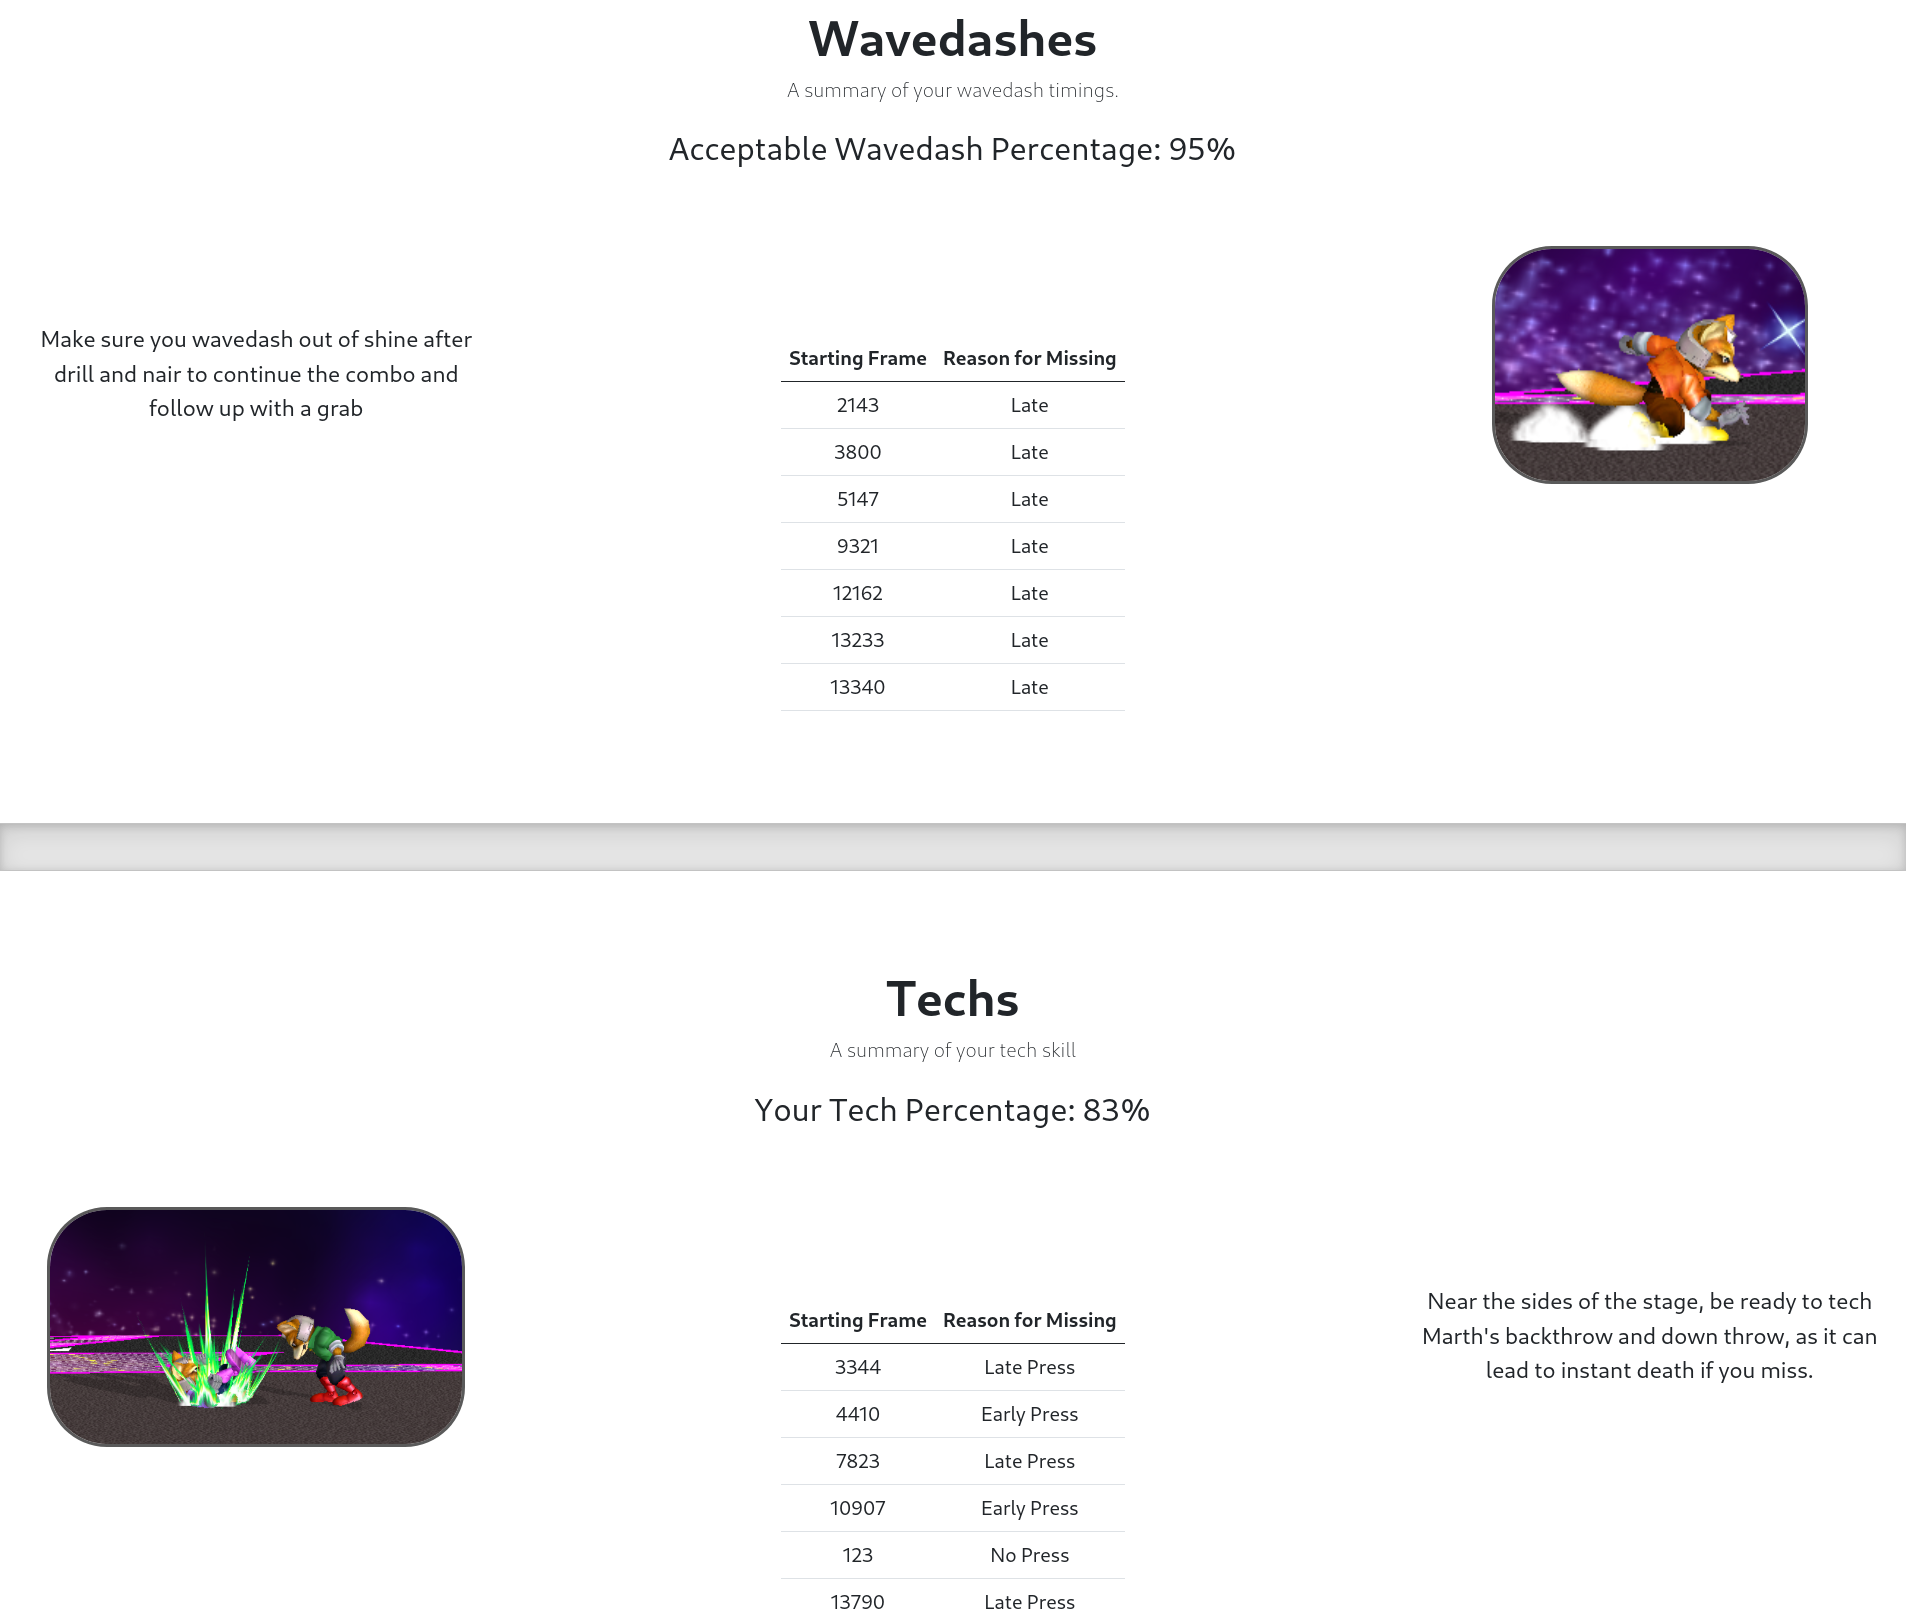 Wavedashes
A summary of your wavedash timings.
Acceptable Wavedash Percentage: 95%
Make sure you wavedash out of shine after
drill and nair to continue the combo and
follow up with a grab
Starting Frame Reason for Missing
2143 Late
3800 Late
5147 Late
9321 Late
12162 Late
13233 Late
13340 Late
Techs
A summary of your tech skill
Your Tech Percentage: 83%
Starting Frame Reason for Missing
3344 Late Press
4410 Early Press
7823 Late Press
10907 Early Press
123 No Press
13790 Late Press
Near the sides of the stage, be ready to tech
Marth's backthrow and down throw, as it can
lead to instant death if you miss.